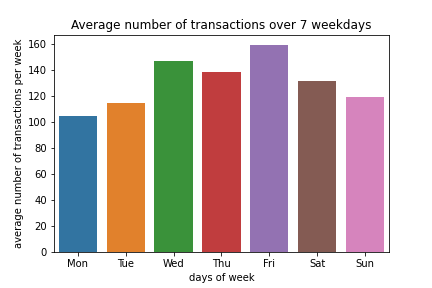 Average number of transactions over 7 weekdays
average number of transactions per week
160
140
120
100
80
60
40
20
0
Mon Tue Wed Thu Fri Sat Sun
days of week